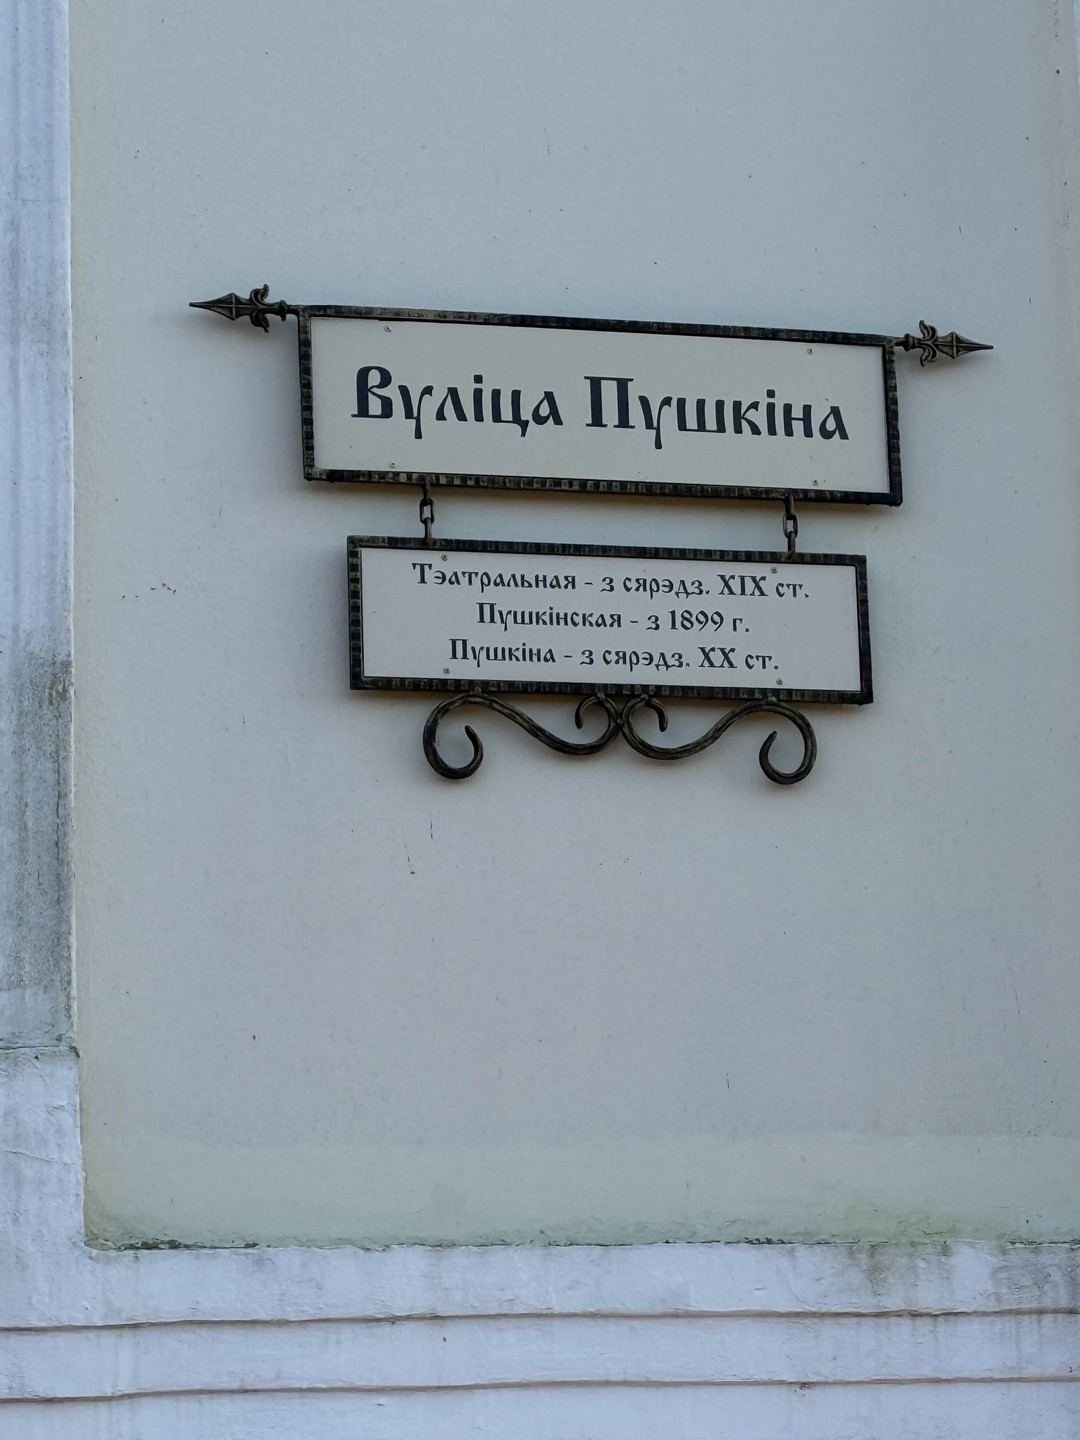 Вуліца Пушкіна
Тэатральная - з сярэдз. XIX ст.
Пушкінская - з 1899 г.
Пушкіна - з сярэдз. XX ст.